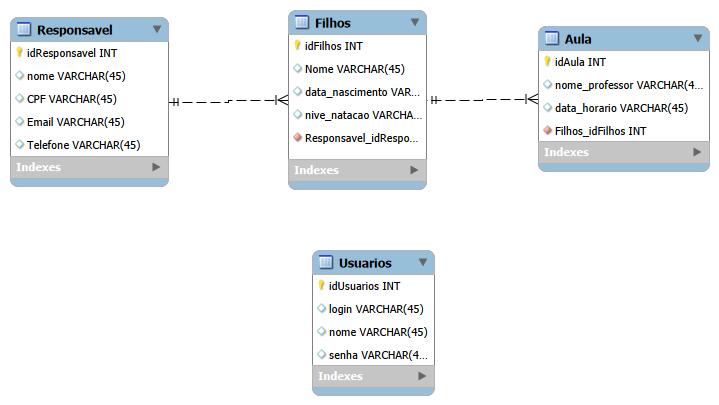 Responsavel
idResponsavel INT
nome VARCHAR(45)
CPF VARCHAR(45)
Email VARCHAR(45)
Telefone VARCHAR(45)
Indexes
Filhos
idFilhos INT
Nome VARCHAR(45)
data_nascimento VAR...
nive_natacao VARCHA...
Responsavel_idRespo...
Indexes
Aula
idAula INT
nome_professor VARCHAR(4...
data_horario VARCHAR(45)
Filhos_idFilhos INT
Indexes
Usuarios
idUsuarios INT
login VARCHAR(45)
nome VARCHAR(45)
senha VARCHAR(4...
Indexes